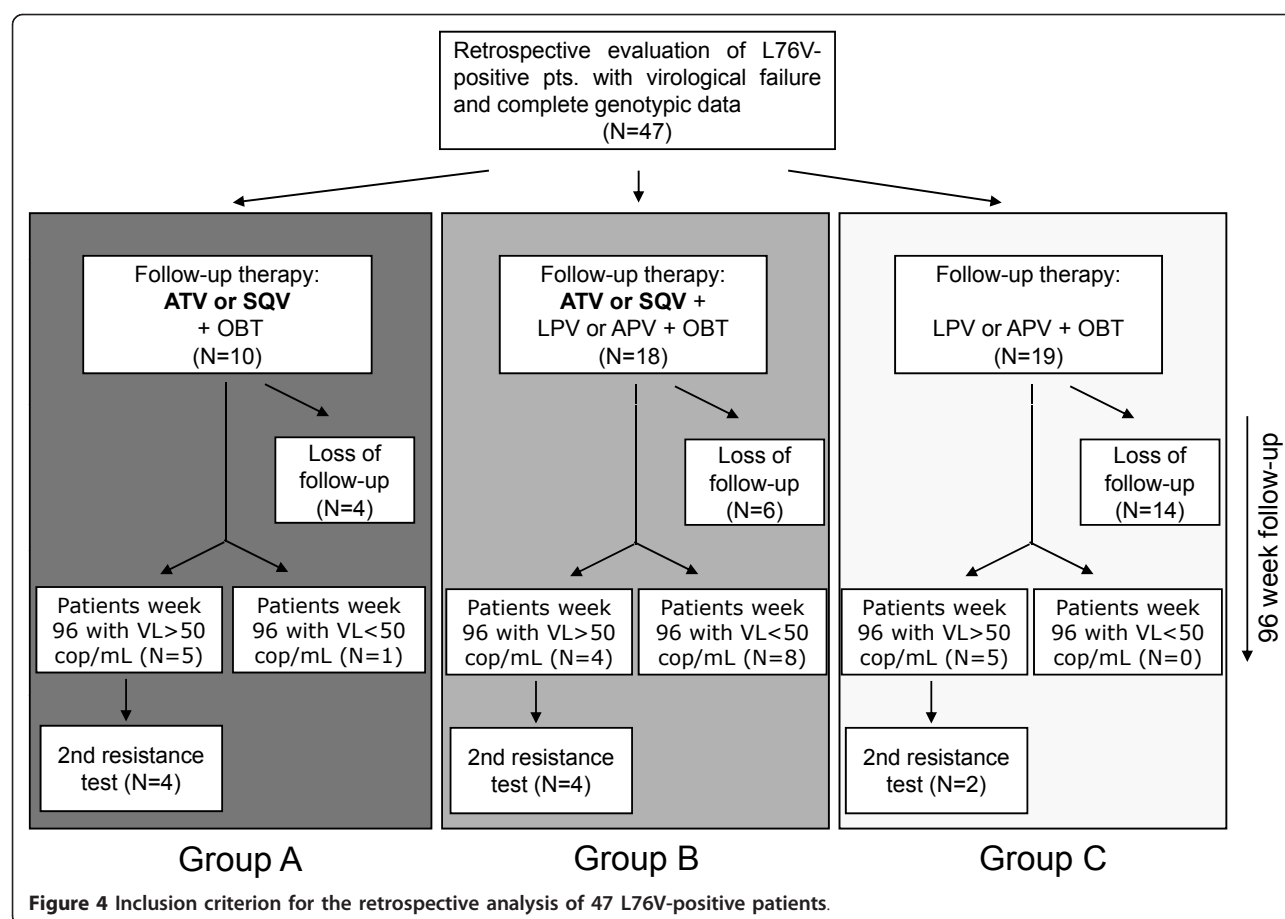 Retrospective evaluation of L76V-
positive pts. with virological failure
and complete genotypic data
(N=47)
Follow-up therapy:
ATV or SQV
+ OBT
(N=10)
Loss of
follow-up
(N=4)
Patients week
96 with VL>50
cop/mL (N=5)
Patients week
96 with VL<50
cop/mL (N=1)
2nd resistance
test (N=4)
Group A
Follow-up therapy:
ATV or SQV +
LPV or APV + OBT
(N=18)
Loss of
follow-up
(N=6)
Patients week
96 with VL>50
cop/mL (N=4)
Patients week
96 with VL<50
cop/mL (N=8)
2nd resistance
test (N=4)
Group B
Follow-up therapy:
LPV or APV + OBT
(N=19)
Loss of
follow-up
(N=14)
Patients week
96 with VL>50
cop/mL (N=5)
Patients week
96 with VL<50
cop/mL (N=0)
2nd resistance
test (N=2)
Group C
96 week follow-up
Figure 4 Inclusion criterion for the retrospective analysis of 47 L76V-positive patients.